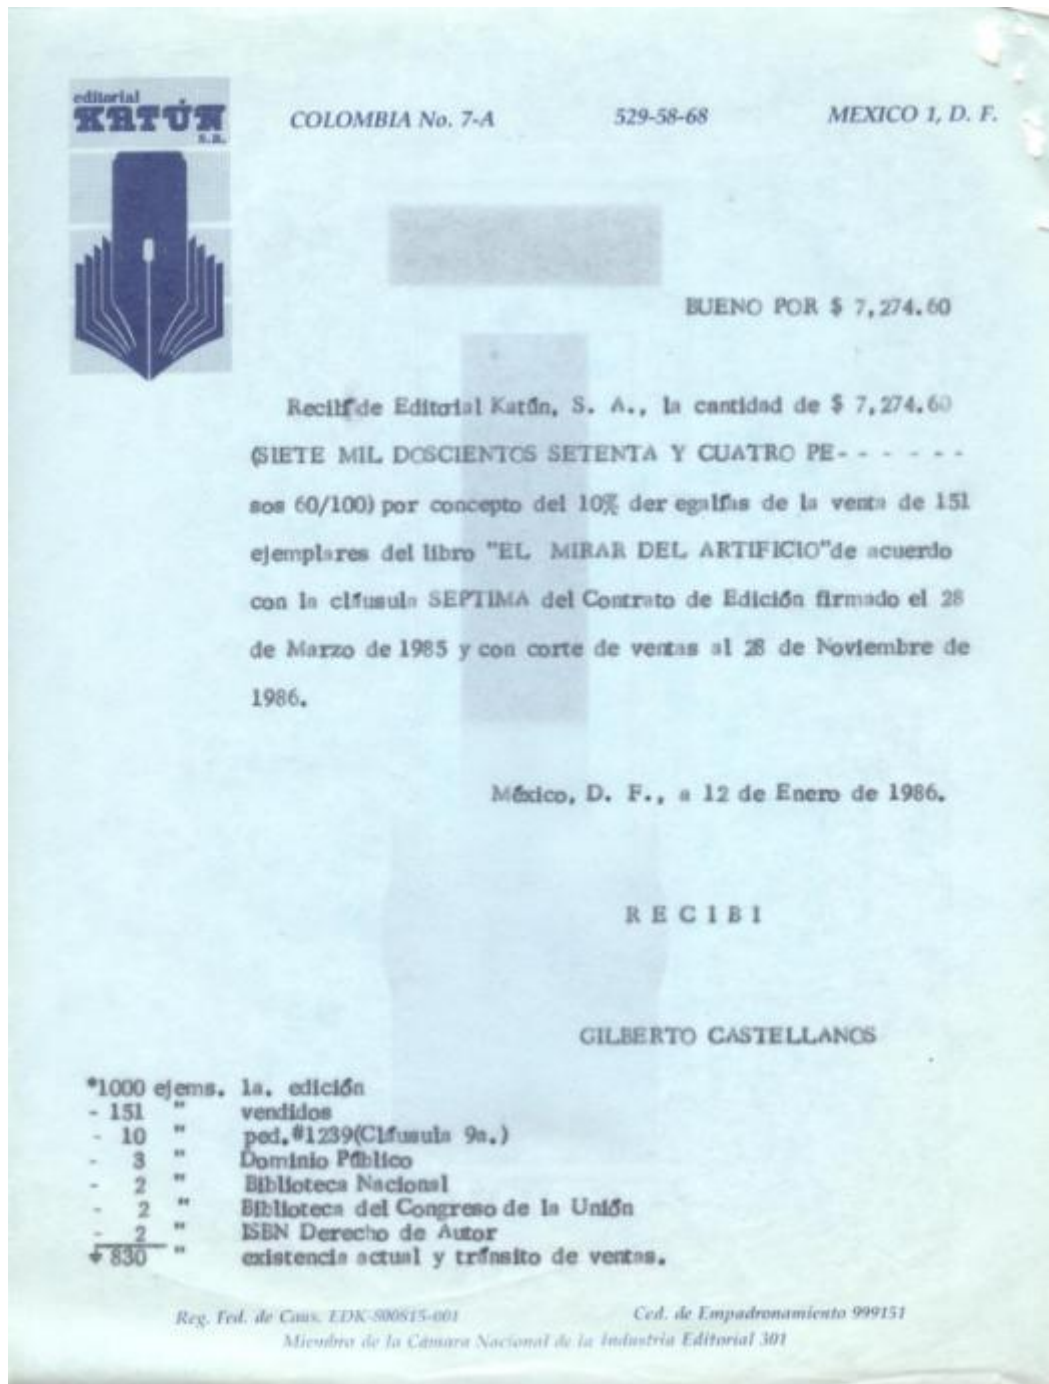 editorial
KATÚN
S.A.
COLOMBIA No. 7-A 529-58-68 MEXICO 1, D. F.
BUENO POR $ 7,274.60
Recibí de Editorial Katún, S. A., la cantidad de $ 7,274.60
(SIETE MIL DOSCIENTOS SETENTA Y CUATRO PE- - - - - -
sos 60/100) por concepto del 10% der egalías de la venta de 151
ejemplares del libro "EL MIRAR DEL ARTIFICIO"de acuerdo
con la cláusula SEPTIMA del Contrato de Edición firmado el 28
de Marzo de 1985 y con corte de ventas al 28 de Noviembre de
1986.
México, D. F., a 12 de Enero de 1986.
R E C I B I
GILBERTO CASTELLANOS
*1000 ejems. 1a. edición
- 151 " vendidos
- 10 " ped.#1239(Cláusula 9a.)
- 3 " Dominio Público
- 2 " Biblioteca Nacional
- 2 " Biblioteca del Congreso de la Unión
- 2 " ISBN Derecho de Autor
+ 830 " existencia actual y tránsito de ventas.
Reg. Fed. de Caus. EDK-800815-001 Ced. de Empadronamiento 999151
Miembro de la Cámara Nacional de la Industria Editorial 301